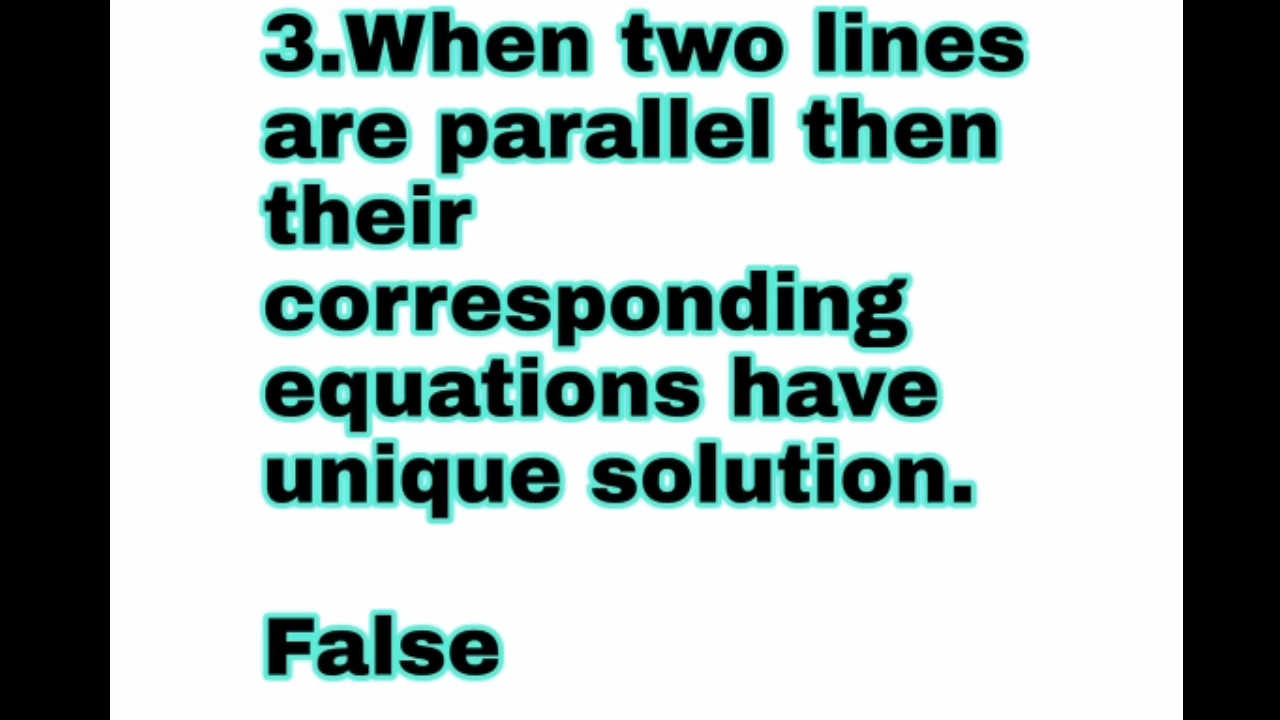 3.When two lines
are parallel then
their
corresponding
equations have
unique solution.
False